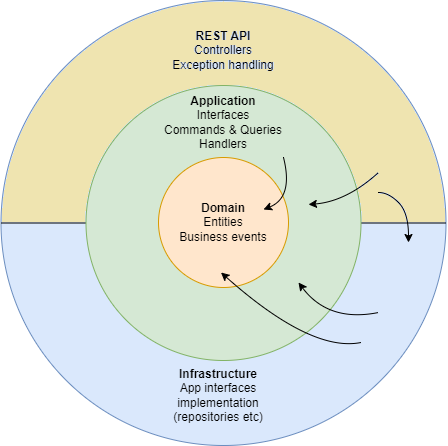 REST API
Controllers
Exception handling
Application
Interfaces
Commands & Queries
Handlers
Domain
Entities
Business events
Infrastructure
App interfaces
implementation
(repositories etc)